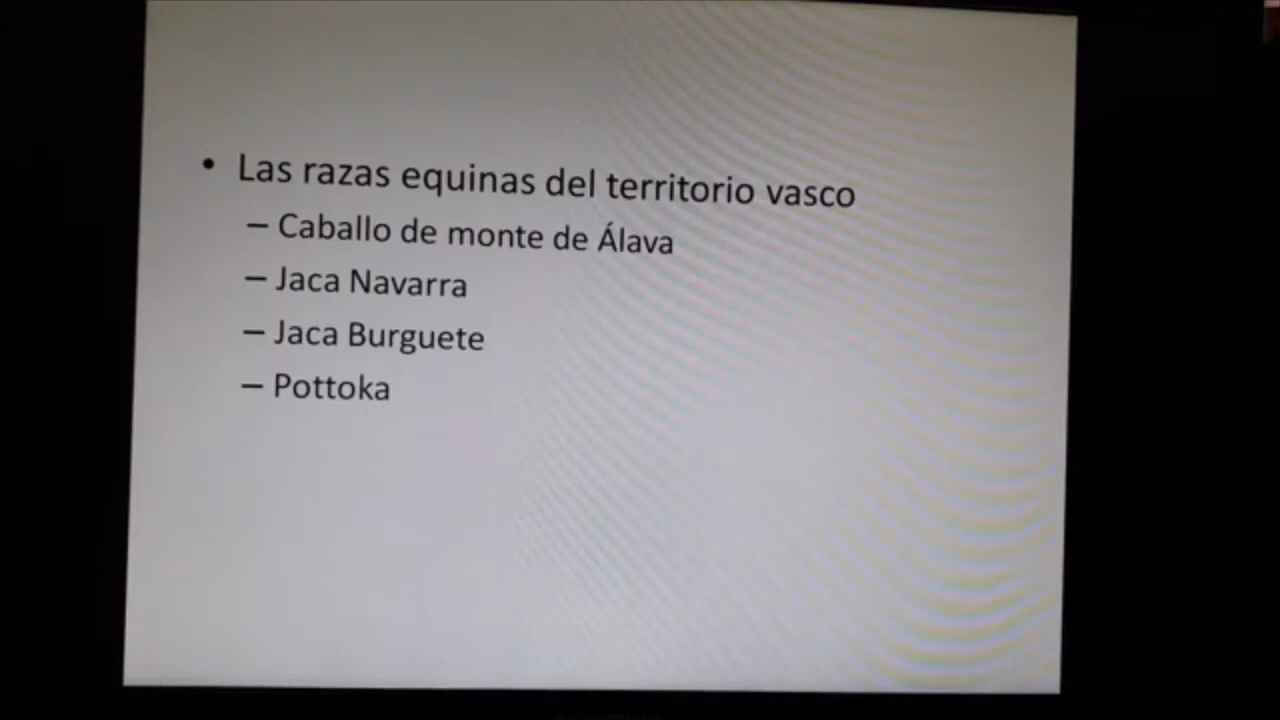 • Las razas equinas del territorio vasco
– Caballo de monte de Álava
– Jaca Navarra
– Jaca Burguete
– Pottoka